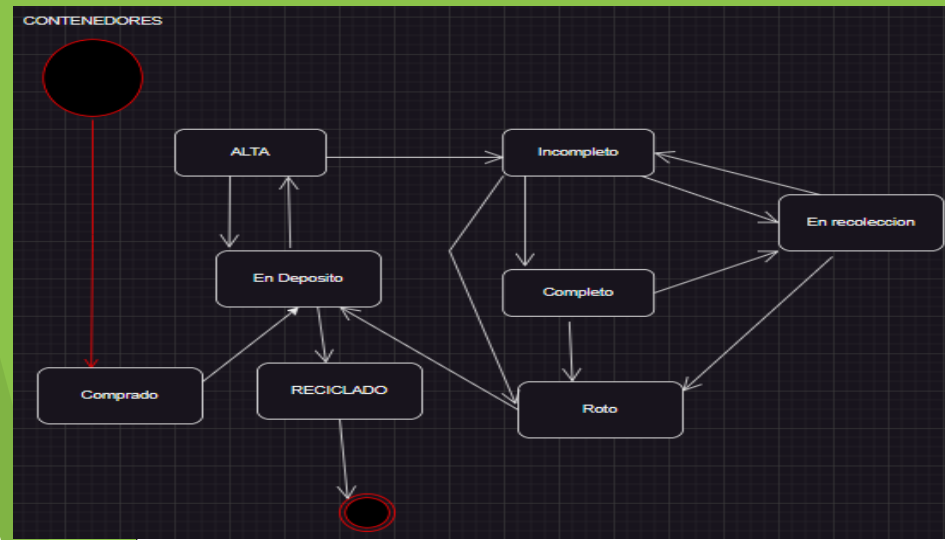 CONTENEDORES
ALTA
Incompleto
En recoleccion
En Deposito
Completo
Comprado
RECICLADO
Roto